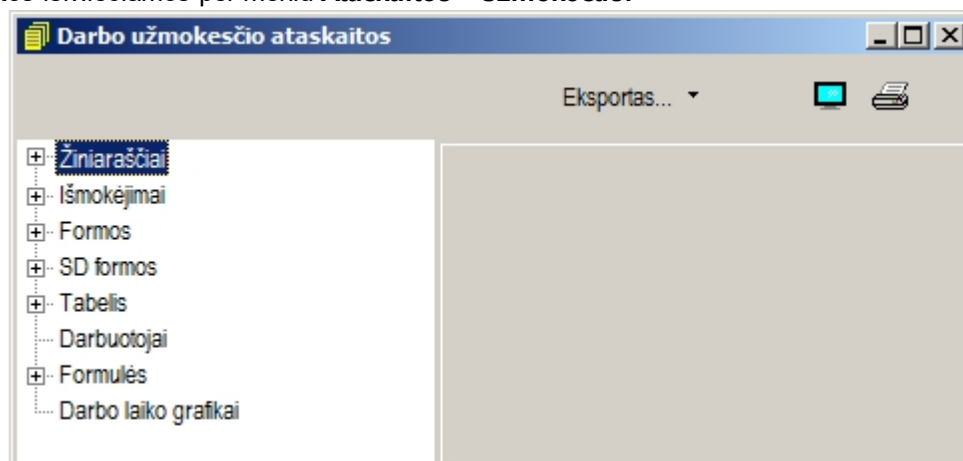 Darbo užmokesčio ataskaitos
Eksportas...
Žiniaraščiai
Išmokėjimai
Formos
SD formos
Tabelis
Darbuotojai
Formulės
Darbo laiko grafikai